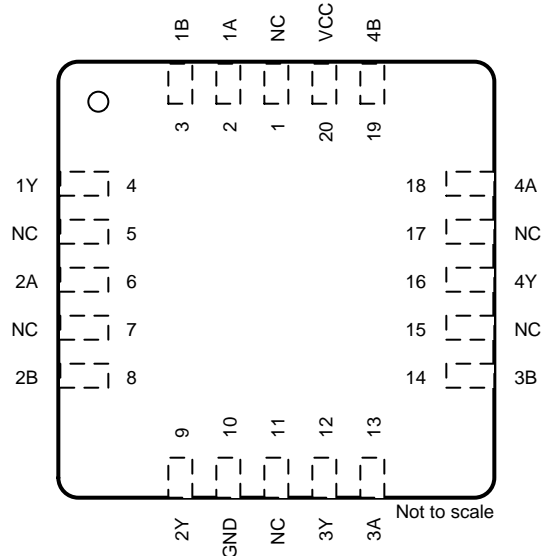 1B 1A NC VCC 4B
3 2 1 20 19
1Y 4 18 4A
NC 5 17 NC
2A 6 16 4Y
NC 7 15 NC
2B 8 14 3B
9 10 11 12 13
2Y GND NC 3Y 3A
Not to scale